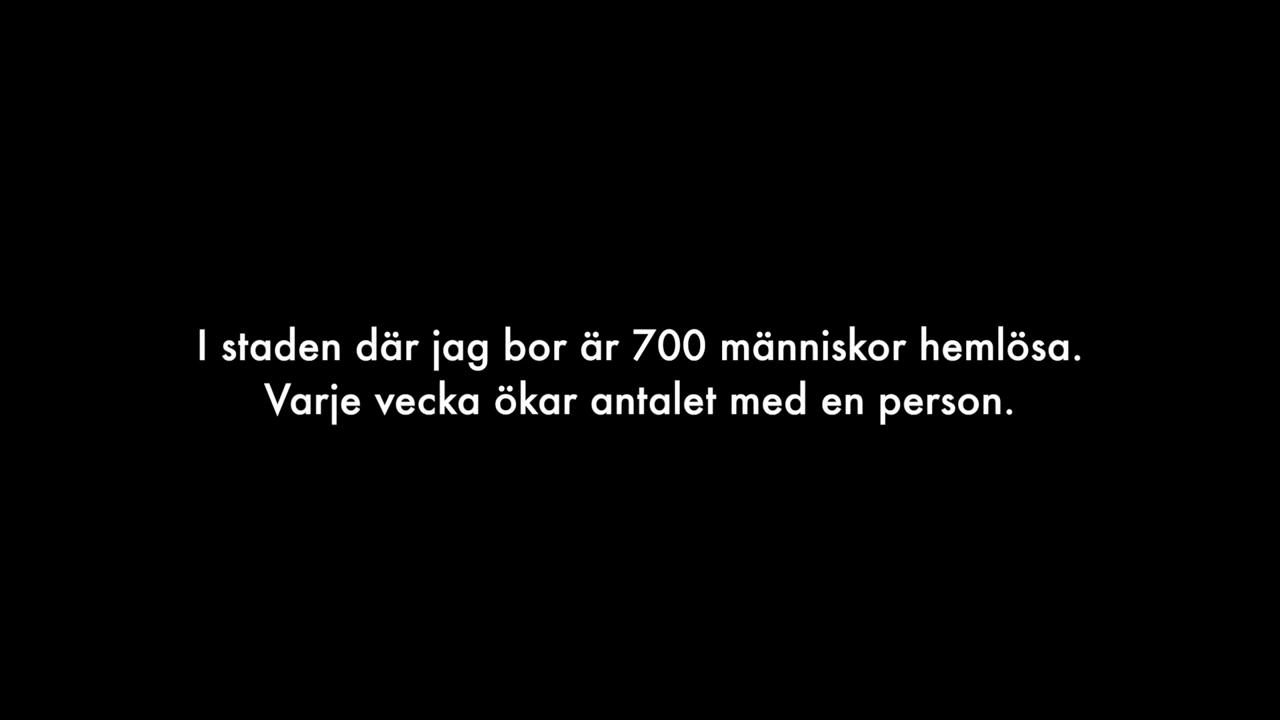 I staden där jag bor är 700 människor hemlösa.
Varje vecka ökar antalet med en person.